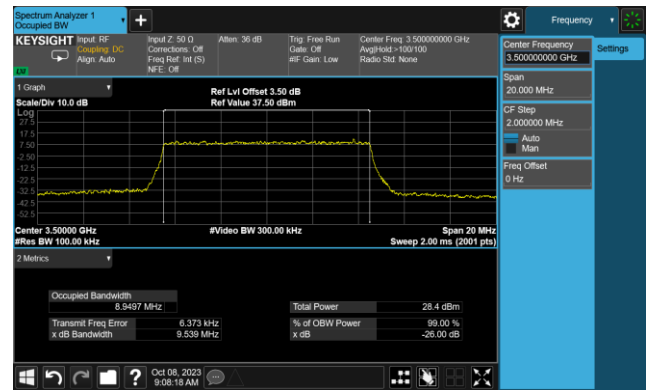 Spectrum Analyzer 1
Occupied BW
Frequency
KEYSIGHT
Input: RF
Coupling: DC
Align: Auto
Input Z: 50 Ω
Corrections: Off
Freq Ref: Int (S)
NFE: Off
Atten: 36 dB
Trig: Free Run
Gate: Off
#IF Gain: Low
Center Freq: 3.500000000 GHz
Avg|Hold:>100/100
Radio Std: None
Center Frequency
3.500000000 GHz
Settings
Span
20.000 MHz
CF Step
2.000000 MHz
Auto
Man
Freq Offset
0 Hz
1 Graph
Scale/Div 10.0 dB
Ref Lvl Offset 3.50 dB
Ref Value 37.50 dBm
Log
27.5
17.5
7.50
-2.50
-12.5
-22.5
-32.5
-42.5
-52.5
Center 3.50000 GHz
#Video BW 300.00 kHz
Span 20 MHz
#Res BW 100.00 kHz
Sweep 2.00 ms (2001 pts)
2 Metrics
Occupied Bandwidth
8.9497 MHz
Total Power
28.4 dBm
Transmit Freq Error
6.373 kHz
% of OBW Power
99.00 %
x dB Bandwidth
9.539 MHz
x dB
-26.00 dB
?
Oct 08, 2023
9:08:18 AM